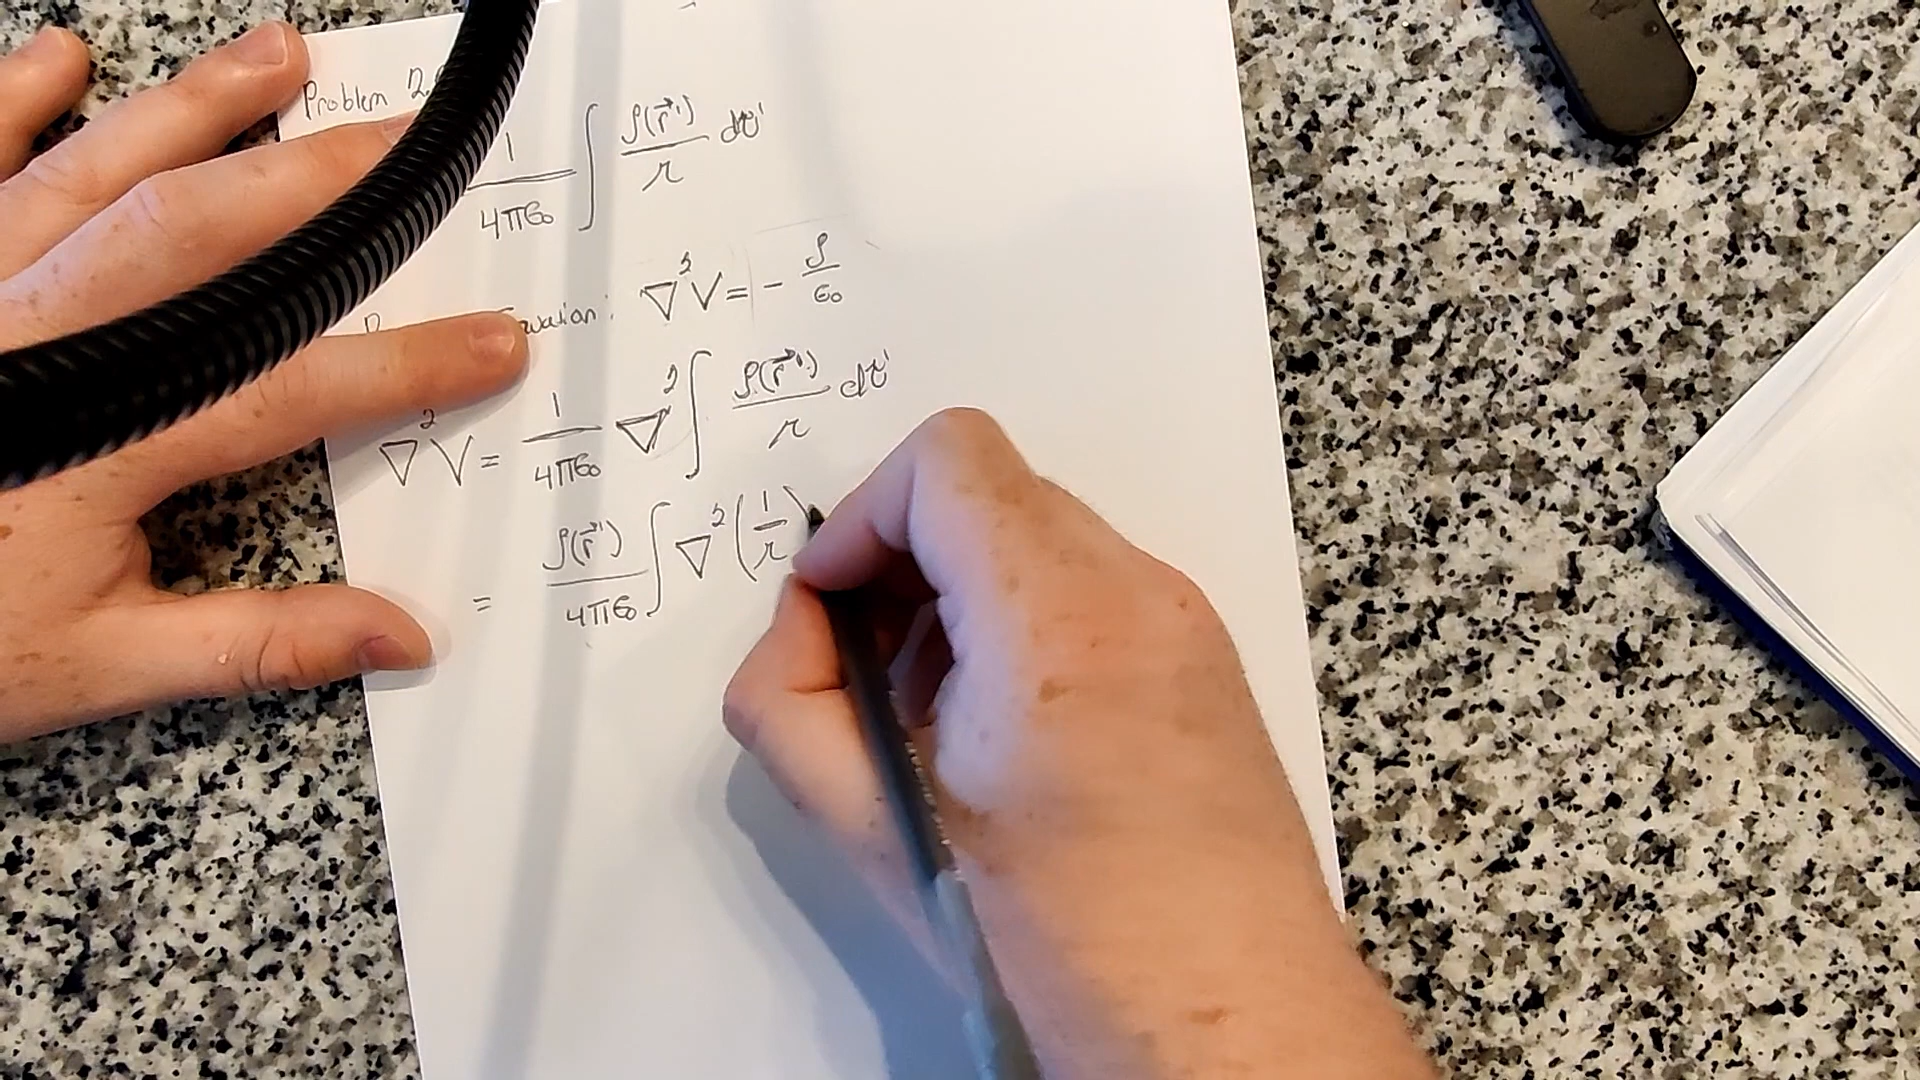 Problem 2.
1/4πϵ₀ ∫ ρ(r⃗')/r dτ'
∇²V = - ρ/ϵ₀
∇²V = 1/4πϵ₀ ∇² ∫ ρ(r⃗')/r dτ'
= ρ(r⃗')/4πϵ₀ ∫ ∇² (1/r)